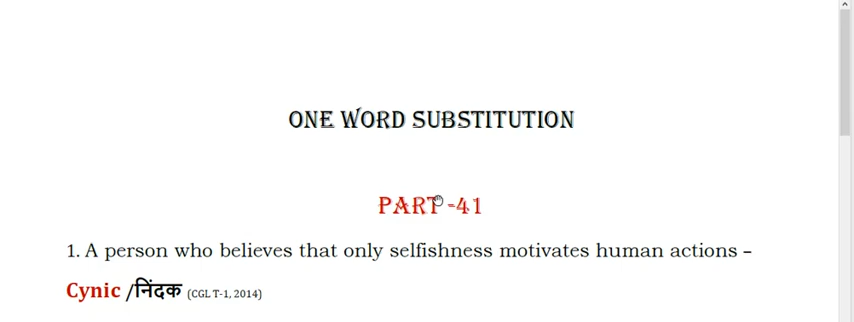 ONE WORD SUBSTITUTION
PART -41
1. A person who believes that only selfishness motivates human actions –
Cynic /निंदक (CGL T-1, 2014)